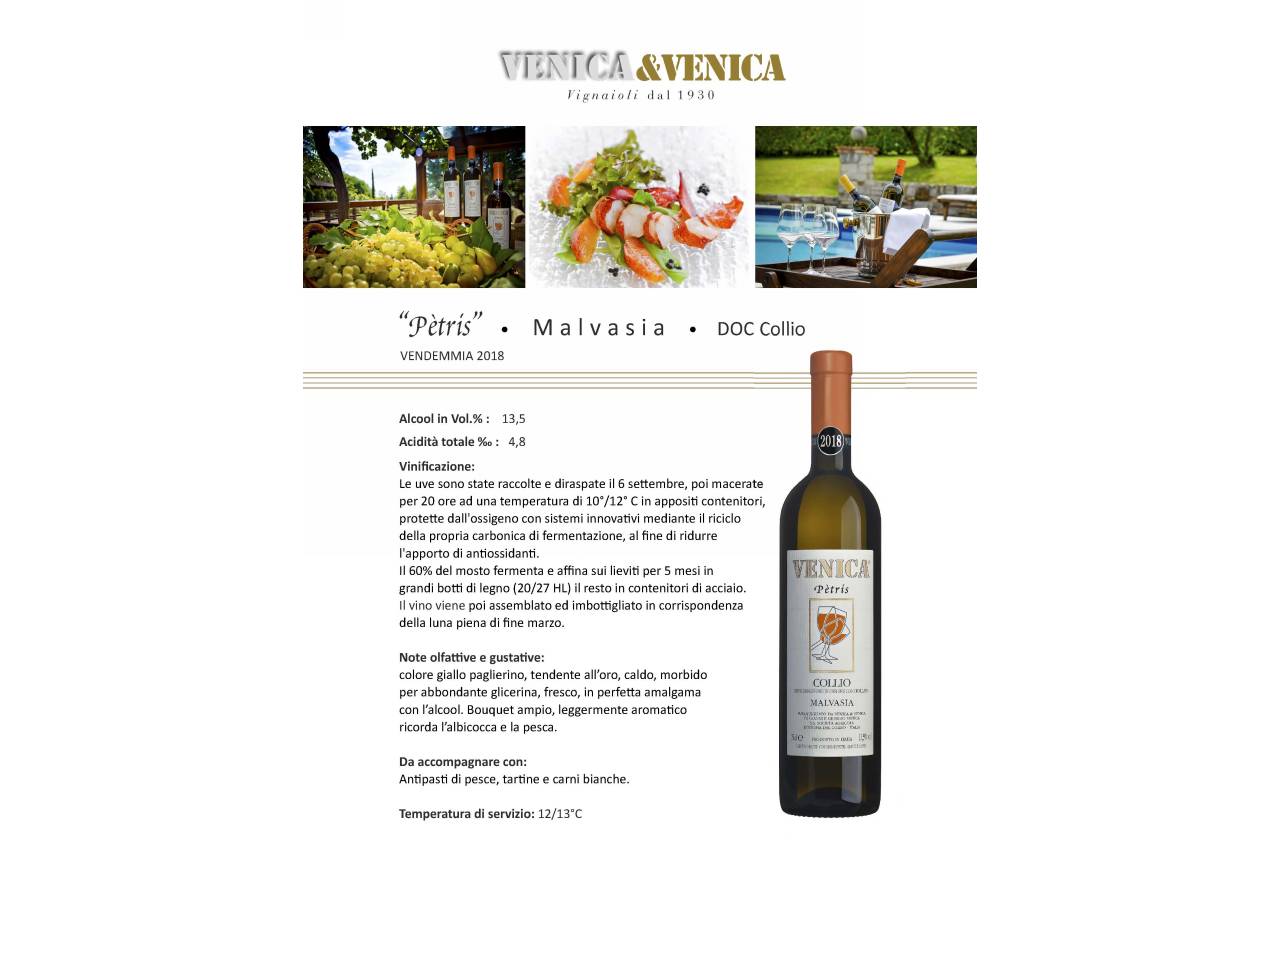 VENICA&VENICA
Vignaioli dal 1930
“Pètris” • Malvasia • DOC Collio
VENDEMMIA 2018
Alcool in Vol.% : 13,5
Acidità totale ‰ : 4,8
Vinificazione:
Le uve sono state raccolte e diraspate il 6 settembre, poi macerate
per 20 ore ad una temperatura di 10°/12° C in appositi contenitori,
protette dall'ossigeno con sistemi innovativi mediante il riciclo
della propria carbonica di fermentazione, al fine di ridurre
l'apporto di antiossidanti.
Il 60% del mosto fermenta e affina sui lieviti per 5 mesi in
grandi botti di legno (20/27 HL) il resto in contenitori di acciaio.
Il vino viene poi assemblato ed imbottigliato in corrispondenza
della luna piena di fine marzo.
Note olfattive e gustative:
colore giallo paglierino, tendente all’oro, caldo, morbido
per abbondante glicerina, fresco, in perfetta amalgama
con l’alcool. Bouquet ampio, leggermente aromatico
ricorda l’albicocca e la pesca.
Da accompagnare con:
Antipasti di pesce, tartine e carni bianche.
Temperatura di servizio: 12/13°C
2018
VENICA
Pètris
COLLIO
MALVASIA